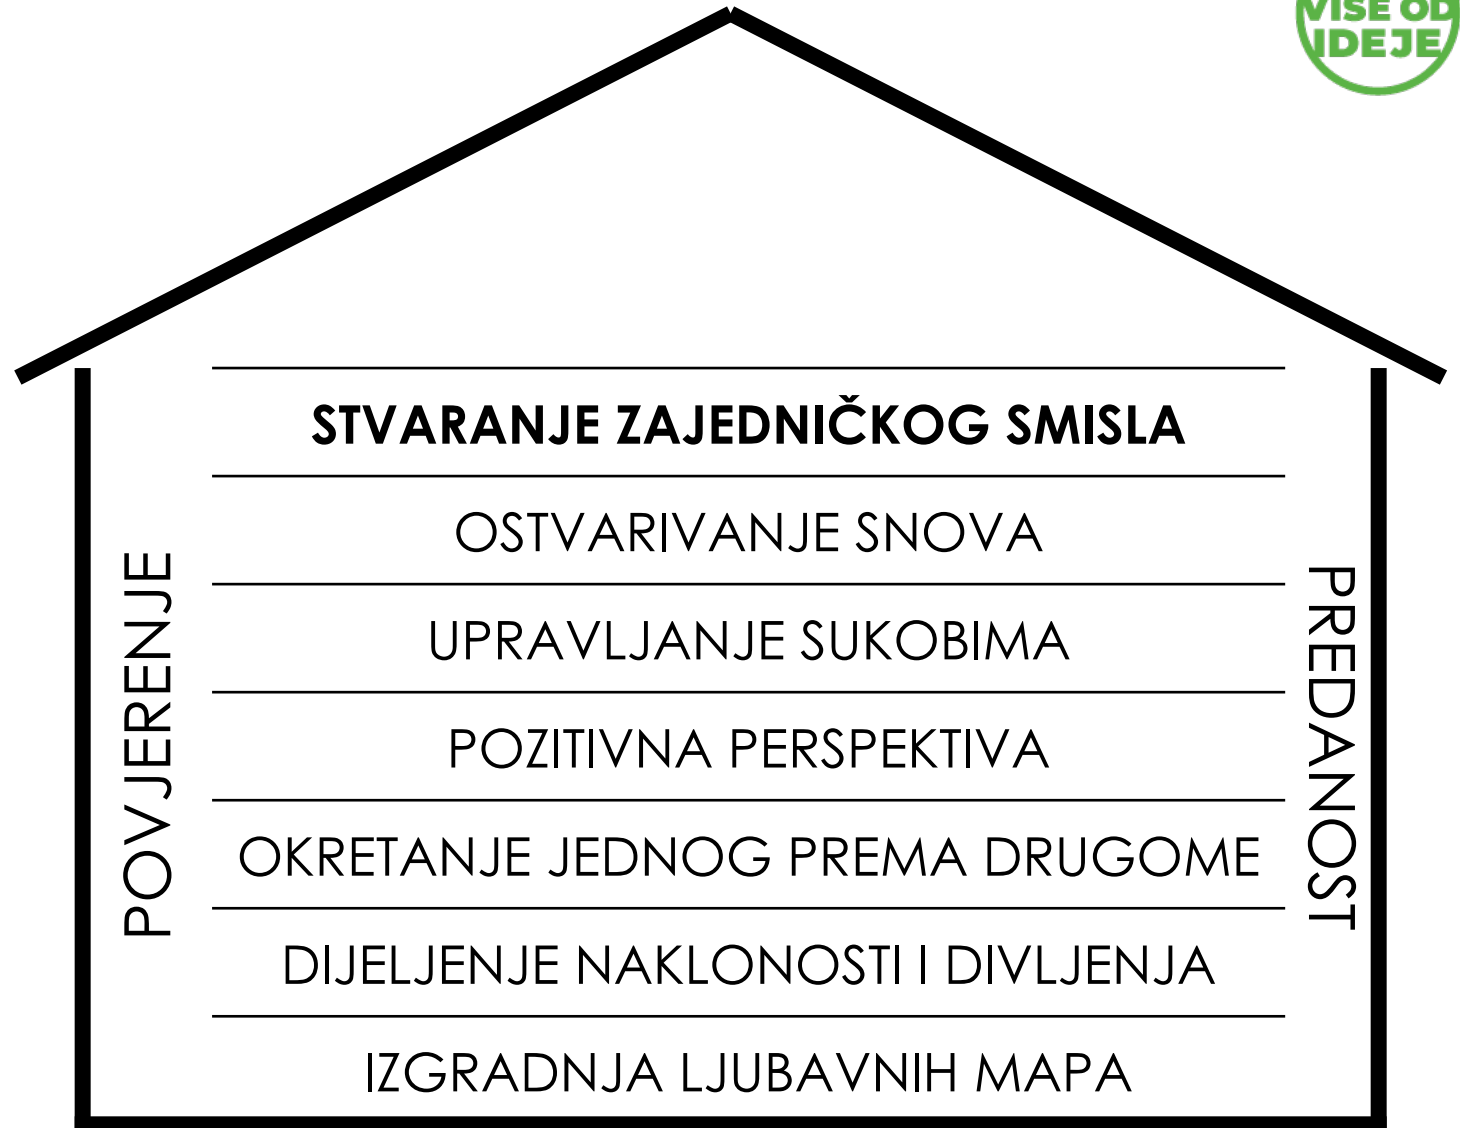 VIŠE OD
IDEJE
STVARANJE ZAJEDNIČKOG SMISLA
OSTVARIVANJE SNOVA
UPRAVLJANJE SUKOBIMA
POZITIVNA PERSPEKTIVA
OKRETANJE JEDNOG PREMA DRUGOME
DIJELJENJE NAKLONOSTI I DIVLJENJA
IZGRADNJA LJUBAVNIH MAPA
POVJERENJE
PREDANOST